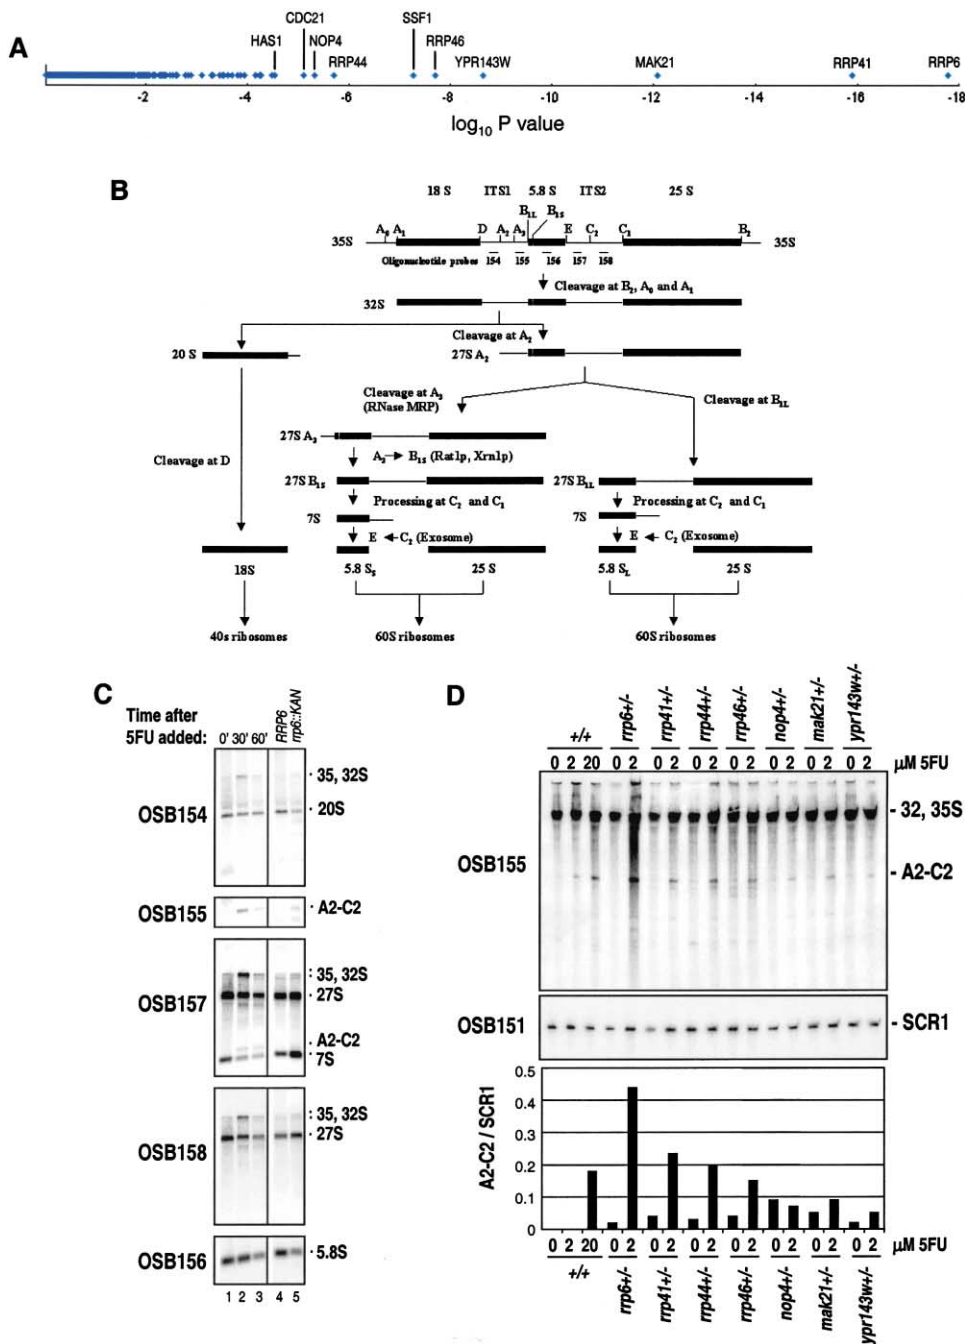 A
CDC21 SSF1
HAS1 NOP4 RRP46
RRP44 YPR143W MAK21 RRP41 RRP6
-2 -4 -6 -8 -10 -12 -14 -16 -18
log10 P value
B
18 S ITS1 5.8 S ITS2 25 S
B1L B1S
A0 A1 D A2 A3 E C2 C1 B2
35S 35S
Oligonucleotide probes 154 155 156 157 158
Cleavage at B2, A0 and A1
32S
Cleavage at A2
20 S 27S A2
Cleavage at A3
(RNase MRP)
Cleavage at B1L
27S A3
Cleavage at D
A3 → B1S (Rat1p, Xrn1p)
27S B1S 27S B1L
Processing at C2 and C1 Processing at C2 and C1
7S 7S
E ← C2 (Exosome) E ← C2 (Exosome)
18S 5.8 SS 25 S 5.8 SL 25 S
40s ribosomes 60S ribosomes 60S ribosomes
C
Time after
5FU added: 0' 30' 60' RRP6 rrp6::KAN
35, 32S
OSB154 20S
OSB155 A2-C2
35, 32S
OSB157 27S
A2-C2
7S
35, 32S
OSB158 27S
OSB156 5.8S
1 2 3 4 5
D
+/+ rrp6+/- rrp41+/- rrp44+/- rrp46+/- nop4+/- mak21+/- ypr143w+/-
0 2 20 0 2 0 2 0 2 0 2 0 2 0 2 0 2 μM 5FU
- 32, 35S
OSB155 - A2-C2
OSB151 - SCR1
A2-C2 / SCR1
0.5
0.4
0.3
0.2
0.1
0
0 2 20 0 2 0 2 0 2 0 2 0 2 0 2 0 2 μM 5FU
+/+ rrp6+/- rrp41+/- rrp44+/- rrp46+/- nop4+/- mak21+/- ypr143w+/-